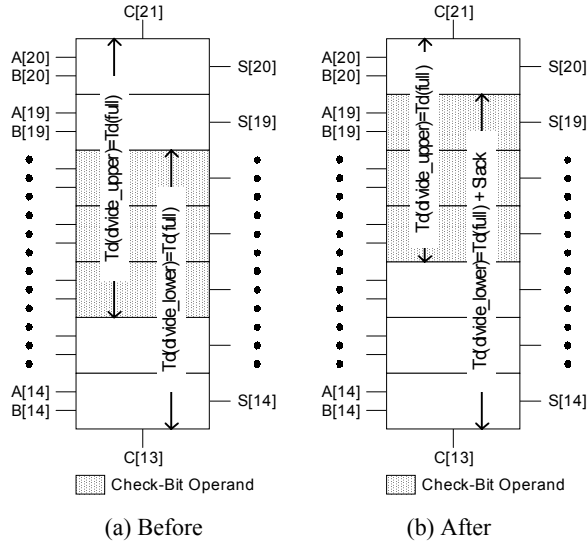 C[21]
A[20]
B[20]
S[20]
A[19]
B[19]
S[19]
Td(divide_upper)=Td(full)
Td(divide_lower)=Td(full)
A[14]
B[14]
S[14]
C[13]
Check-Bit Operand
(a) Before
C[21]
A[20]
B[20]
S[20]
A[19]
B[19]
S[19]
Td(divide_upper)=Td(full)
Td(divide_lower)=Td(full) + Slack
A[14]
B[14]
S[14]
C[13]
Check-Bit Operand
(b) After